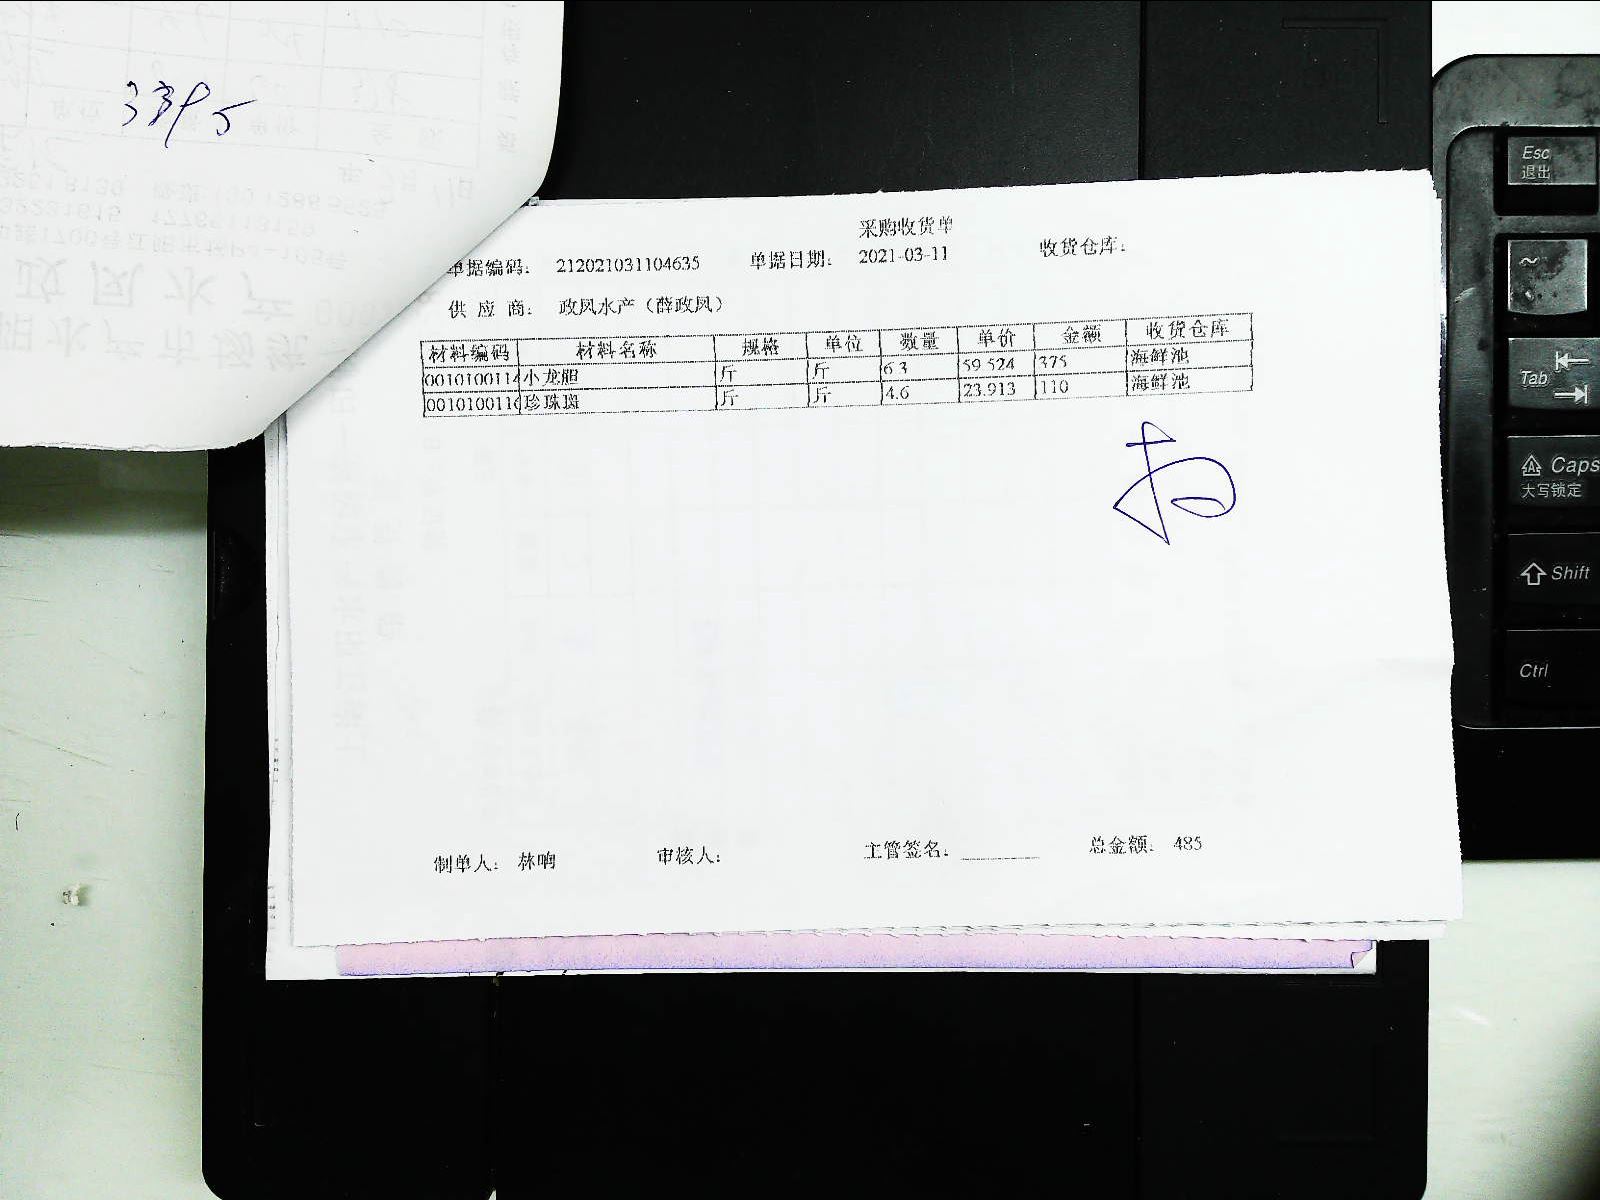 采购收货单
单据编码： 212021031104635 单据日期： 2021-03-11 收货仓库：
供 应 商： 政风水产（薛政风）
材料编码 材料名称 规格 单位 数量 单价 金额 收货仓库
0010100114 小龙胆 斤 斤 6.3 59.524 375 海鲜池
001010011 珍珠斑 斤 斤 4.6 23.913 110 海鲜池
制单人： 林鸣 审核人： 主管签名： 总金额： 485
Esc
退出
~
Tab
Caps
大写锁定
Shift
Ctrl